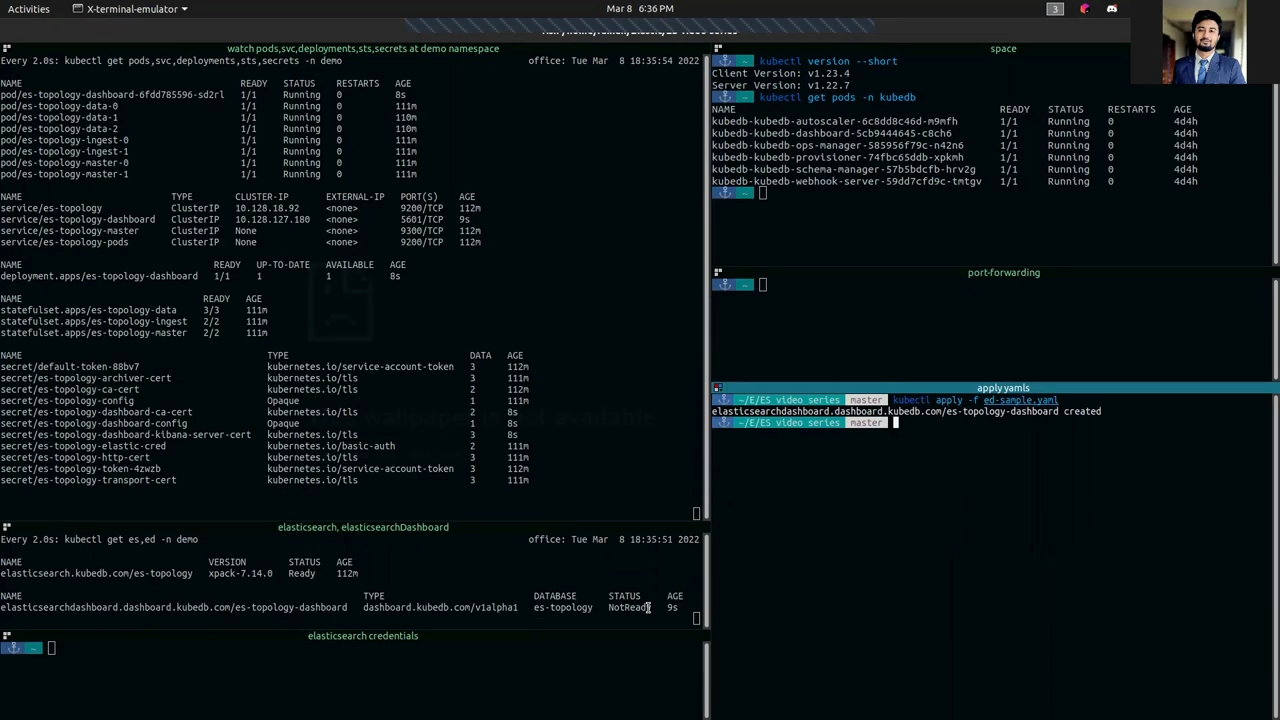 Activities
X-terminal-emulator
Mar 8 6:36 PM
3
watch pods,svc,deployments,sts,secrets at demo namespace
Every 2.0s: kubectl get pods,svc,deployments,sts,secrets -n demo office: Tue Mar 8 18:35:54 2022
NAME READY STATUS RESTARTS AGE
pod/es-topology-dashboard-6fdd785596-sd2rl 1/1 Running 0 8s
pod/es-topology-data-0 1/1 Running 0 111m
pod/es-topology-data-1 1/1 Running 0 110m
pod/es-topology-data-2 1/1 Running 0 110m
pod/es-topology-ingest-0 1/1 Running 0 111m
pod/es-topology-ingest-1 1/1 Running 0 111m
pod/es-topology-master-0 1/1 Running 0 111m
pod/es-topology-master-1 1/1 Running 0 111m
NAME TYPE CLUSTER-IP EXTERNAL-IP PORT(S) AGE
service/es-topology ClusterIP 10.128.18.92 <none> 9200/TCP 112m
service/es-topology-dashboard ClusterIP 10.128.127.180 <none> 5601/TCP 9s
service/es-topology-master ClusterIP None <none> 9300/TCP 112m
service/es-topology-pods ClusterIP None <none> 9200/TCP 112m
NAME READY UP-TO-DATE AVAILABLE AGE
deployment.apps/es-topology-dashboard 1/1 1 1 8s
NAME READY AGE
statefulset.apps/es-topology-data 3/3 111m
statefulset.apps/es-topology-ingest 2/2 111m
statefulset.apps/es-topology-master 2/2 111m
NAME TYPE DATA AGE
secret/default-token-88bv7 kubernetes.io/service-account-token 3 112m
secret/es-topology-archiver-cert kubernetes.io/tls 3 111m
secret/es-topology-ca-cert kubernetes.io/tls 2 111m
secret/es-topology-config Opaque 1 111m
secret/es-topology-dashboard-ca-cert kubernetes.io/tls 2 8s
secret/es-topology-dashboard-config Opaque 1 8s
secret/es-topology-dashboard-kibana-server-cert kubernetes.io/tls 3 8s
secret/es-topology-elastic-cred kubernetes.io/basic-auth 2 111m
secret/es-topology-http-cert kubernetes.io/tls 3 111m
secret/es-topology-token-4zwzb kubernetes.io/service-account-token 3 112m
secret/es-topology-transport-cert kubernetes.io/tls 3 111m
elasticsearch, elasticsearchDashboard
Every 2.0s: kubectl get es,ed -n demo office: Tue Mar 8 18:35:51 2022
NAME VERSION STATUS AGE
elasticsearch.kubedb.com/es-topology xpack-7.14.0 Ready 112m
NAME TYPE DATABASE STATUS AGE
elasticsearchdashboard.dashboard.kubedb.com/es-topology-dashboard dashboard.kubedb.com/v1alpha1 es-topology NotReady 9s
elasticsearch credentials
~
space
~ kubectl version --short
Client Version: v1.23.4
Server Version: v1.22.7
~ kubectl get pods -n kubedb
NAME READY STATUS RESTARTS AGE
kubedb-kubedb-autoscaler-6c8dd8c46d-m9mfh 1/1 Running 0 4d4h
kubedb-kubedb-dashboard-5cb9444645-c8ch6 1/1 Running 0 4d4h
kubedb-kubedb-ops-manager-585956f79c-n42n6 1/1 Running 0 4d4h
kubedb-kubedb-provisioner-74fbc65ddb-xpkmh 1/1 Running 0 4d4h
kubedb-kubedb-schema-manager-57b5bdcfb-hrv2g 1/1 Running 0 4d4h
kubedb-kubedb-webhook-server-59dd7cfd9c-tmtgv 1/1 Running 0 4d4h
~
port-forwarding
~
apply yamls
~/E/ES video series master kubectl apply -f ed-sample.yaml
elasticsearchdashboard.dashboard.kubedb.com/es-topology-dashboard created
~/E/ES video series master